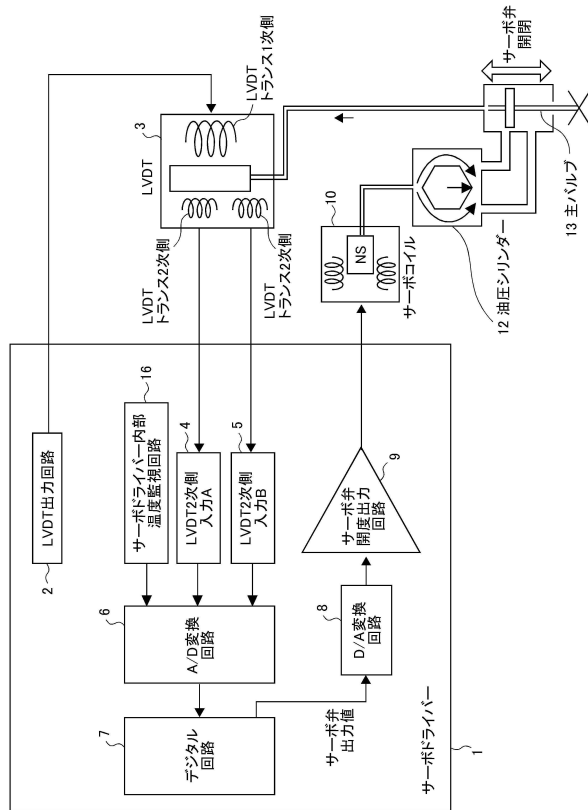 サーボドライバー
1
LVDT出力回路
2
サーボドライバー内部
温度監視回路
16
LVDT2次側
入力A
4
LVDT2次側
入力B
5
A/D変換
回路
6
デジタル
回路
7
サーボ弁
出力値
D/A変換
回路
8
サーボ弁
開度出力
回路
9
3
LVDT
LVDT
トランス1次側
LVDT
トランス2次側
LVDT
トランス2次側
10
NS
サーボコイル
12 油圧シリンダー
13 主バルブ
サーボ弁
開閉